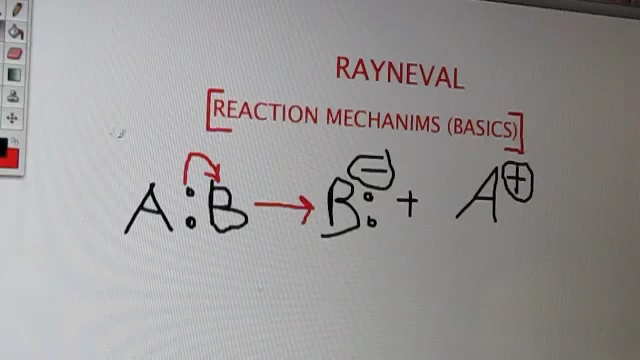 RAYNEVAL
[REACTION MECHANIMS (BASICS)]
A:B → B:⊖ + A⊕